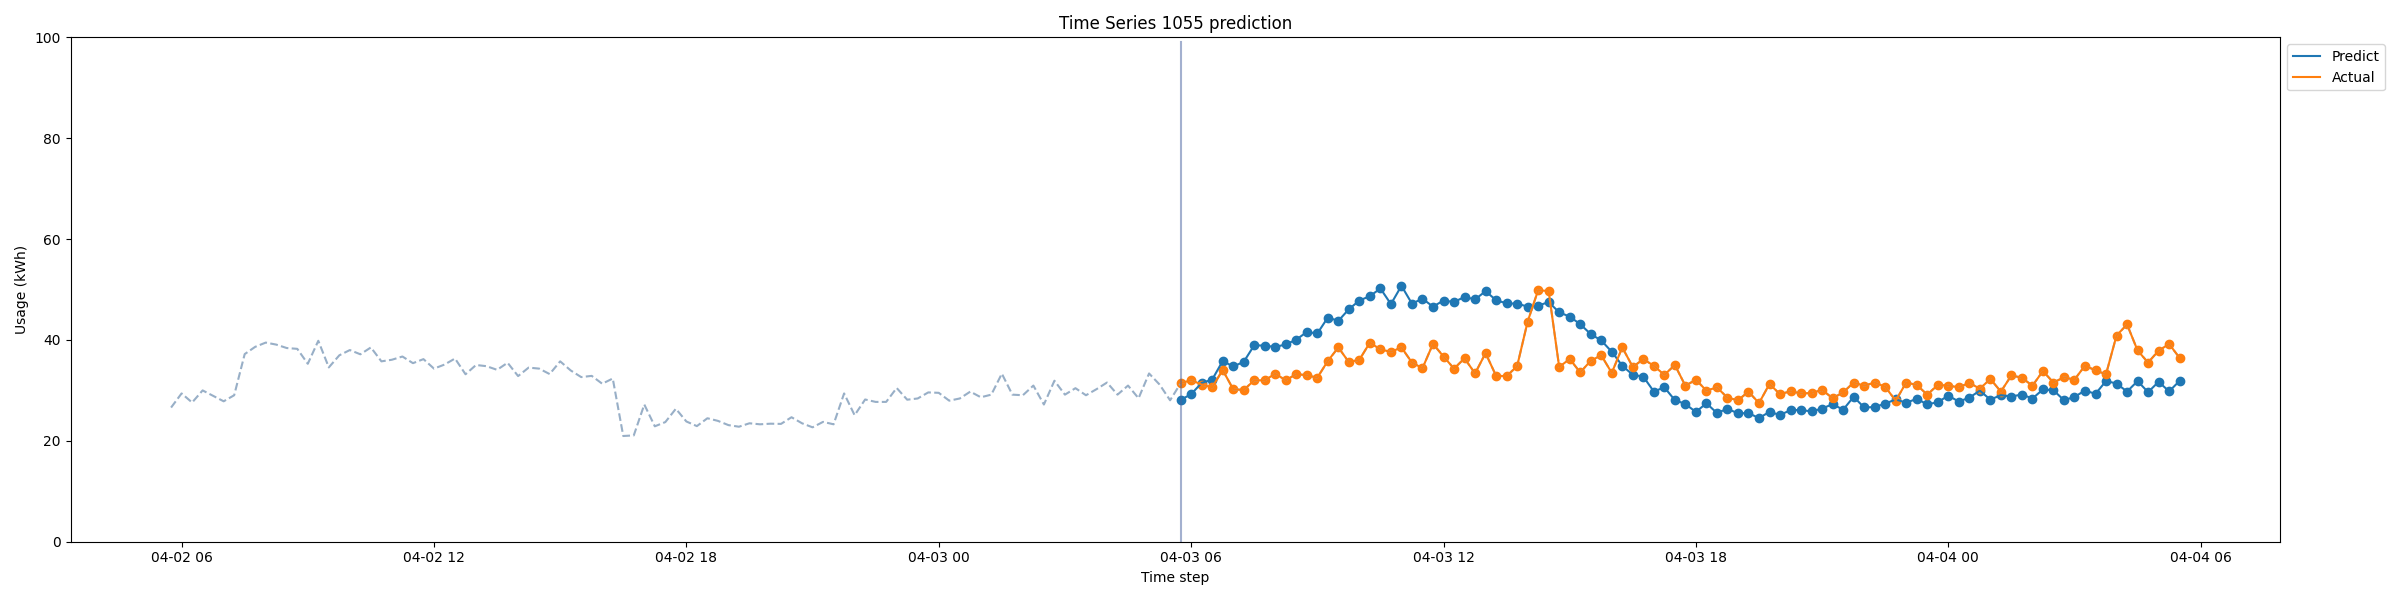 Time Series 1055 prediction
100
80
60
40
20
0
Usage (kWh)
Predict
Actual
04-02 06 04-02 12 04-02 18 04-03 00 04-03 06 04-03 12 04-03 18 04-04 00 04-04 06
Time step